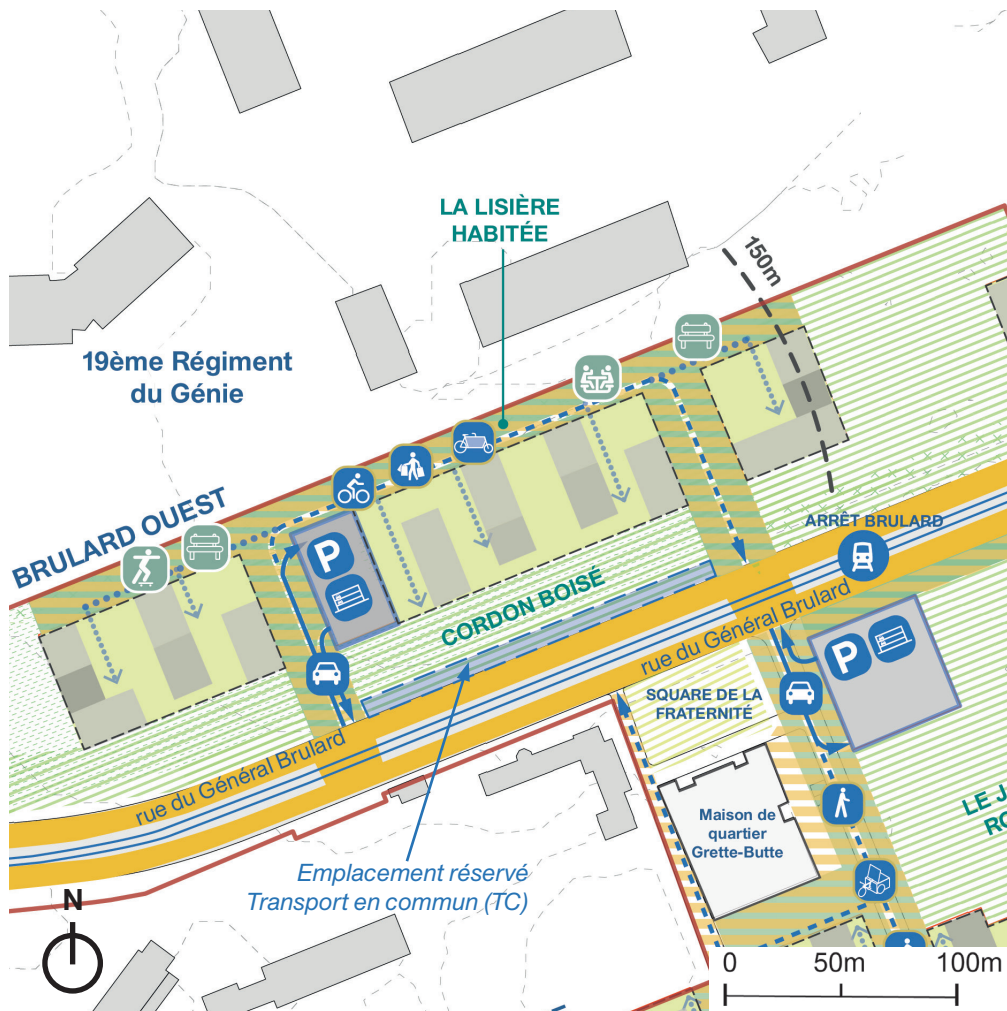 LA LISIÈRE
HABITÉE
150m
19ème Régiment
du Génie
BRULARD OUEST
P
ARRÊT BRULARD
CORDON BOISÉ
rue du Général Brulard
P
SQUARE DE LA
FRATERNITÉ
rue du Général Brulard
Maison de
quartier
Grette-Butte
LE J
RO
Emplacement réservé
Transport en commun (TC)
N
0 50m 100m